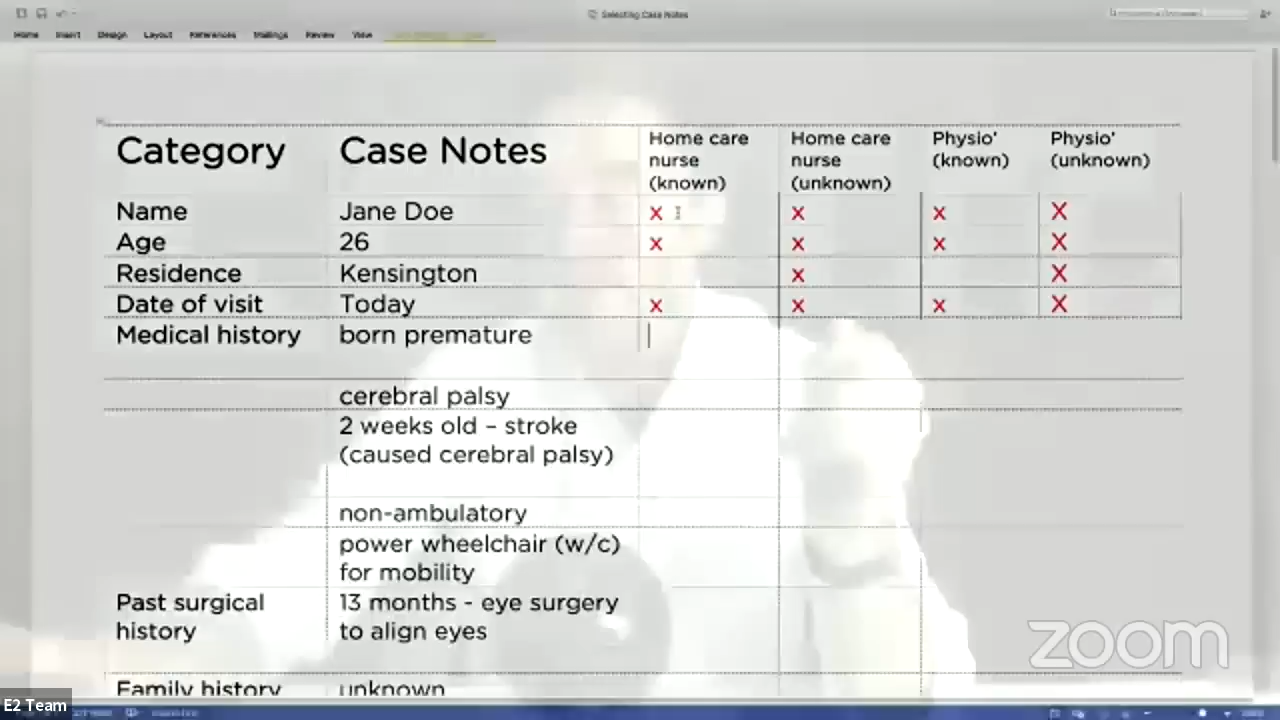 Selecting Case Notes
Home Insert Design Layout References Mailings Review View
Category Case Notes Home care nurse (known) Home care nurse (unknown) Physio' (known) Physio' (unknown)
Name Jane Doe x x x X
Age 26 x x x X
Residence Kensington x X
Date of visit Today x x x X
Medical history born premature
cerebral palsy
2 weeks old – stroke
(caused cerebral palsy)
non-ambulatory
power wheelchair (w/c)
for mobility
Past surgical 13 months - eye surgery
history to align eyes
Family history unknown
zoom
E2 Team